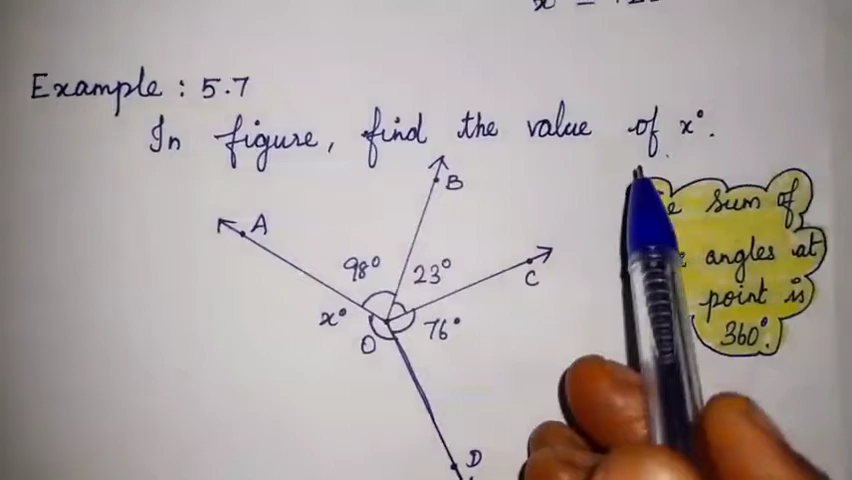 Example : 5.7
In figure, find the value of x°.
B
A
sum of
98° 23°
angles at
C
point is
x° 76°
360°.
O
D